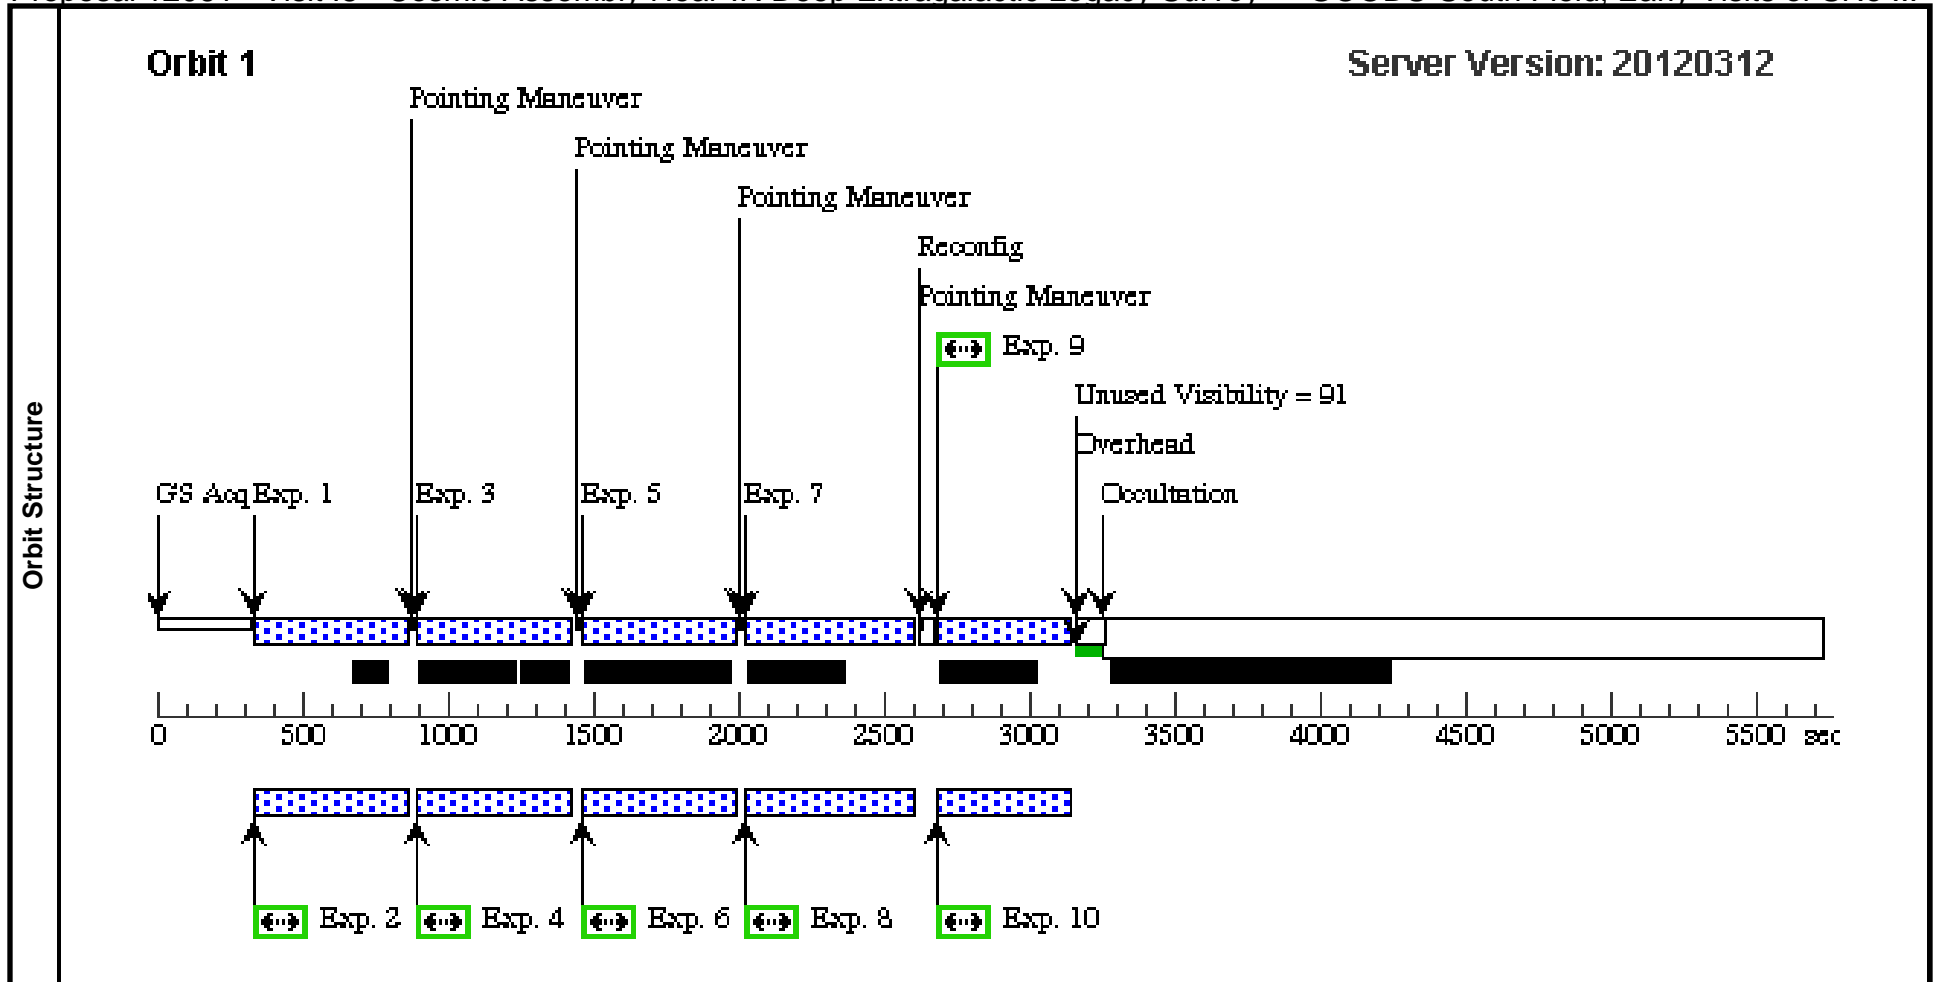 Orbit 1
Server Version: 20120312
Pointing Maneuver
Pointing Maneuver
Pointing Maneuver
Reconfig
Pointing Maneuver
Exp. 9
Unused Visibility = 91
Overhead
GS Acq Exp. 1 Exp. 3 Exp. 5 Exp. 7 Occultation
Orbit Structure
0 500 1000 1500 2000 2500 3000 3500 4000 4500 5000 5500 sec
Exp. 2 Exp. 4 Exp. 6 Exp. 8 Exp. 10